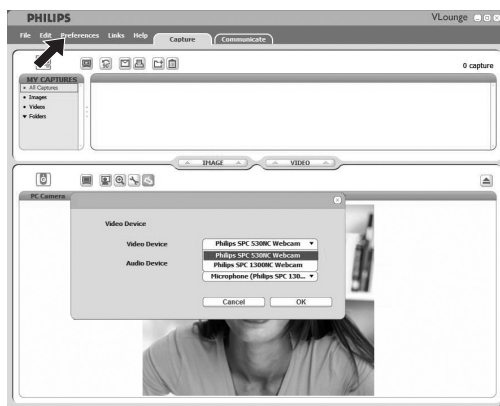 PHILIPS VLounge
File Edit Preferences Links Help Capture Communicate
0 capture
MY CAPTURES
All Captures
Images
Videos
Folders
IMAGE VIDEO
PC Camera
Video Device
Video Device Philips SPC 530NC Webcam
Philips SPC 530NC Webcam
Philips SPC 1300NC Webcam
Audio Device
Microphone (Philips SPC 130...
Cancel OK